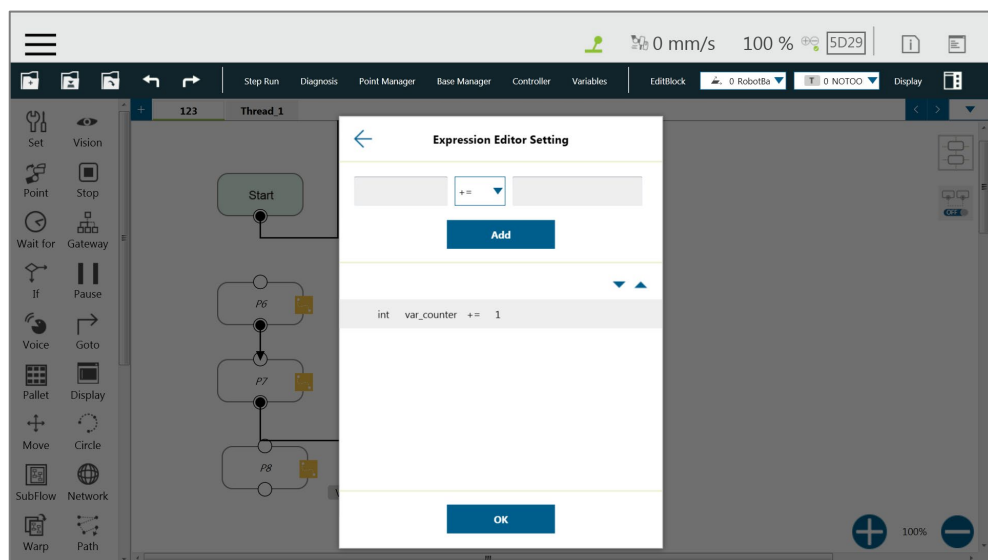 0 mm/s 100 % 5D29
Step Run Diagnosis Point Manager Base Manager Controller Variables EditBlock 0 RobotBa T 0 NOTOO Display
+ 123 Thread_1
Set Vision
Point Stop
Wait for Gateway
If Pause
Voice Goto
Pallet Display
Move Circle
SubFlow Network
Warp Path
Start
P6
P7
P8
Expression Editor Setting
+=
Add
int var_counter += 1
OK
OFF
100%